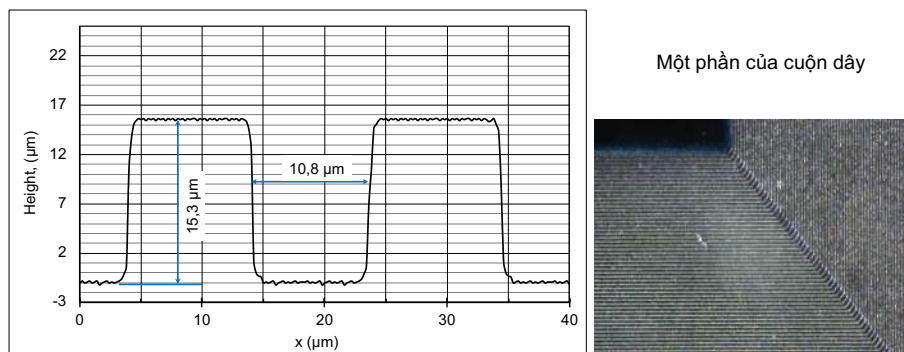 Một phần của cuộn dây
Height, (µm)
22
17
12
7
2
-3
15,3 µm
10,8 µm
0
10
20
30
40
x (µm)